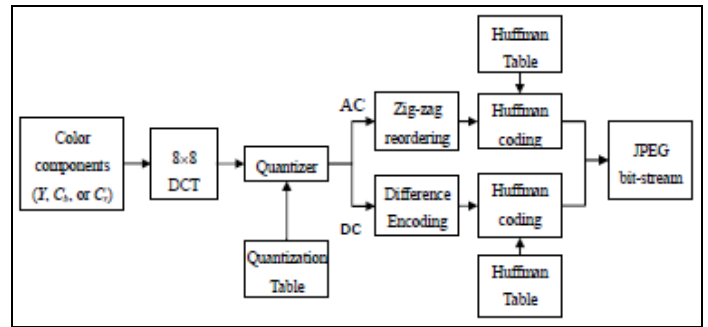 Huffman
Table
AC
Zig-zag
reordering
Huffman
coding
Color
components
(Y, Cb, or Cr)
8×8
DCT
Quantizer
JPEG
bit-stream
DC
Difference
Encoding
Huffman
coding
Quantization
Table
Huffman
Table